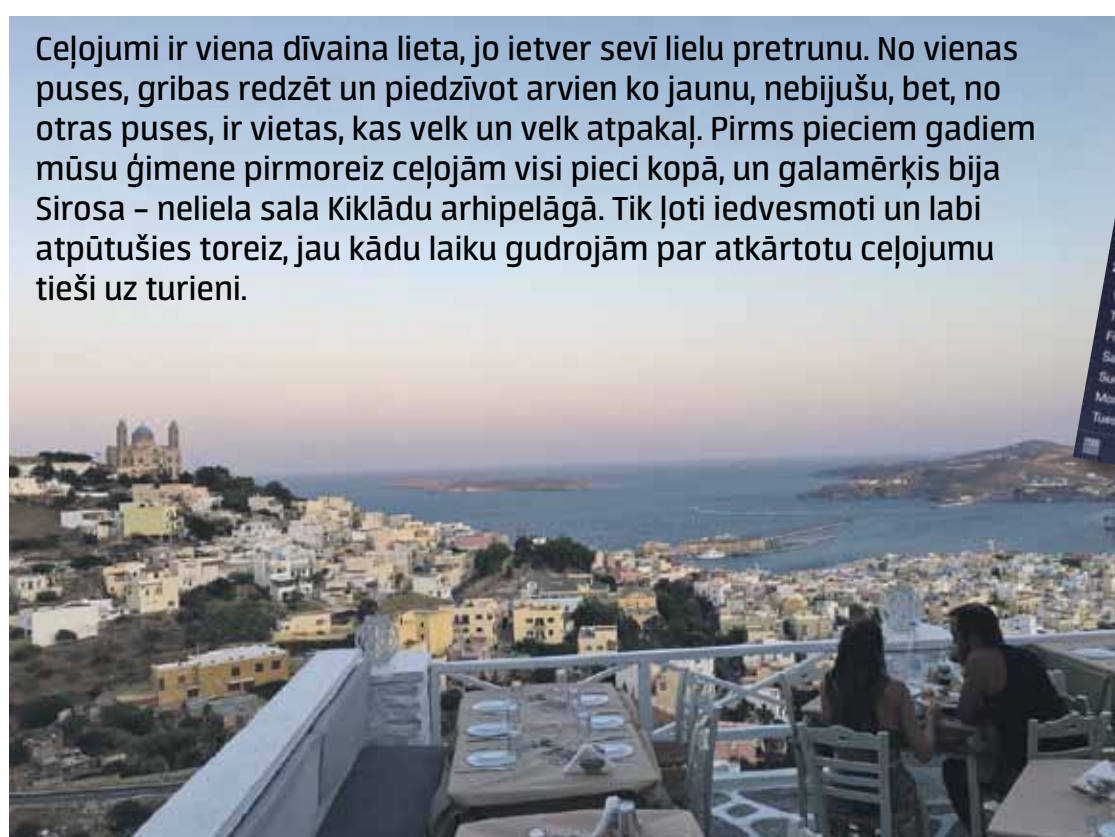 Ceļojumi ir viena dīvaina lieta, jo ietver sevī lielu pretrunu. No vienas
puses, gribas redzēt un piedzīvot arvien ko jaunu, nebijušu, bet, no
otras puses, ir vietas, kas velk un velk atpakaļ. Pirms pieciem gadiem
mūsu ģimene pirmoreiz ceļojām visi pieci kopā, un galamērķis bija
Sirosa – neliela sala Kiklādu arhipelāgā. Tik ļoti iedvesmoti un labi
atpūtušies toreiz, jau kādu laiku gudrojām par atkārtotu ceļojumu
tieši uz turieni.